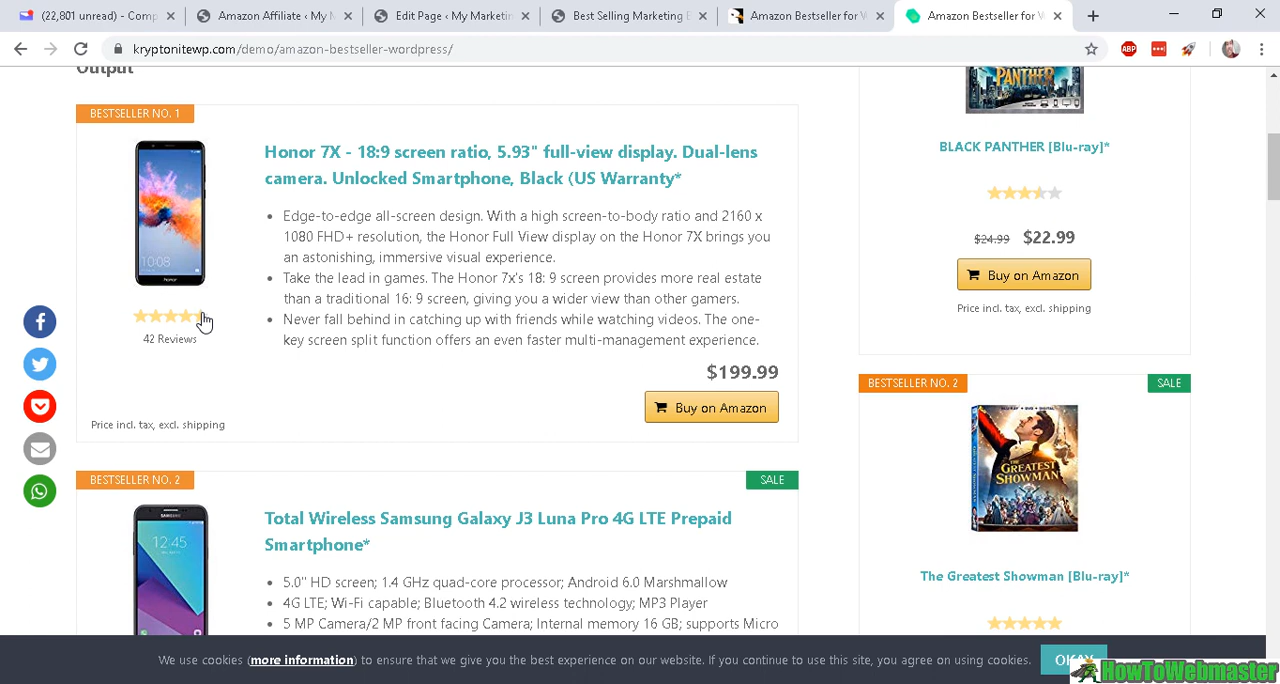 (22,801 unread) - Comp
Amazon Affiliate ‹ My M
Edit Page ‹ My Marketin
Best Selling Marketing E
Amazon Bestseller for W
Amazon Bestseller for W
kryptonitewp.com/demo/amazon-bestseller-wordpress/
ABP
Output
BESTSELLER NO. 1
Honor 7X - 18:9 screen ratio, 5.93" full-view display. Dual-lens
camera. Unlocked Smartphone, Black (US Warranty*
Edge-to-edge all-screen design. With a high screen-to-body ratio and 2160 x
1080 FHD+ resolution, the Honor Full View display on the Honor 7X brings you
an astonishing, immersive visual experience.
Take the lead in games. The Honor 7x's 18: 9 screen provides more real estate
than a traditional 16: 9 screen, giving you a wider view than other gamers.
Never fall behind in catching up with friends while watching videos. The one-
key screen split function offers an even faster multi-management experience.
10:08
honor
42 Reviews
$199.99
Buy on Amazon
Price incl. tax, excl. shipping
BESTSELLER NO. 2
SALE
SAMSUNG
12:45
Total Wireless Samsung Galaxy J3 Luna Pro 4G LTE Prepaid
Smartphone*
5.0" HD screen; 1.4 GHz quad-core processor; Android 6.0 Marshmallow
4G LTE; Wi-Fi capable; Bluetooth 4.2 wireless technology; MP3 Player
5 MP Camera/2 MP front facing Camera; Internal memory 16 GB; supports Micro
PANTHER
BLACK PANTHER [Blu-ray]*
$24.99 $22.99
Buy on Amazon
Price incl. tax, excl. shipping
BESTSELLER NO. 2
SALE
THE
GREATEST
SHOWMAN
The Greatest Showman [Blu-ray]*
We use cookies (more information) to ensure that we give you the best experience on our website. If you continue to use this site, you agree on using cookies.
OKAY
HowToWebmaster